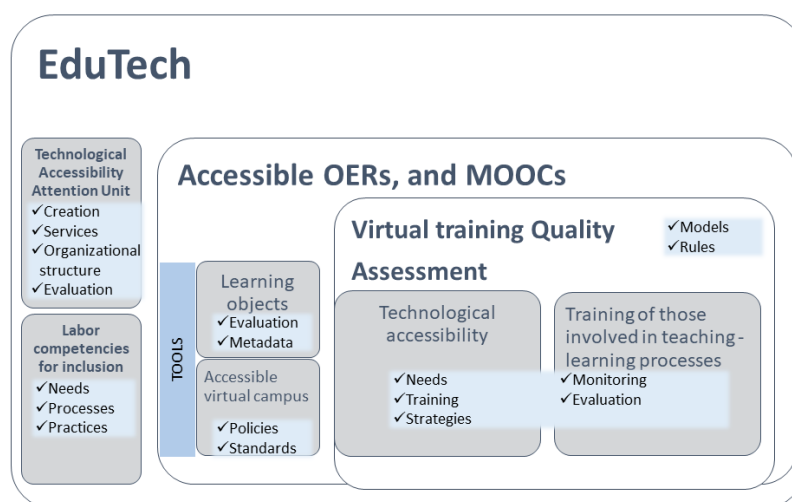 EduTech
Technological
Accessibility
Attention Unit
✓Creation
✓Services
✓Organizational
structure
✓Evaluation
Labor
competencies
for inclusion
✓Needs
✓Processes
✓Practices
Accessible OERs, and MOOCs
TOOLS
Learning
objects
✓Evaluation
✓Metadata
Accessible
virtual campus
✓Policies
✓Standards
Virtual training Quality
Assessment
✓Models
✓Rules
Technological
accessibility
✓Needs
✓Training
✓Strategies
Training of those
involved in teaching-
learning processes
✓Monitoring
✓Evaluation